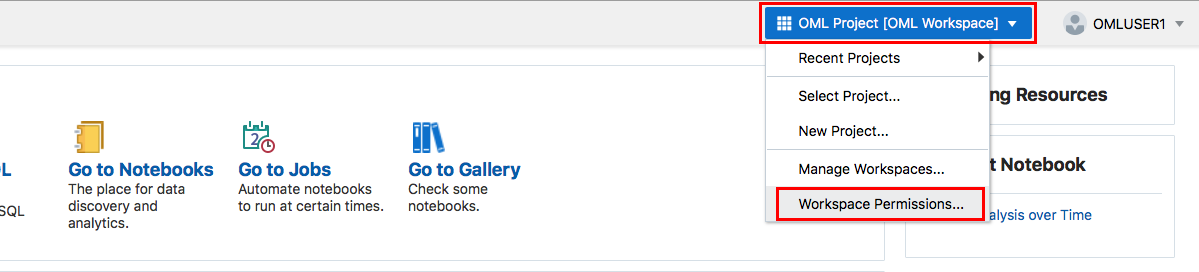 OML Project [OML Workspace]
OMLUSER1
Recent Projects
Select Project...
New Project...
Manage Workspaces...
Workspace Permissions...
QL
SQL
Go to Notebooks
The place for data
discovery and
analytics.
Go to Jobs
Automate notebooks
to run at certain times.
Go to Gallery
Check some
notebooks.
ng Resources
t Notebook
alysis over Time